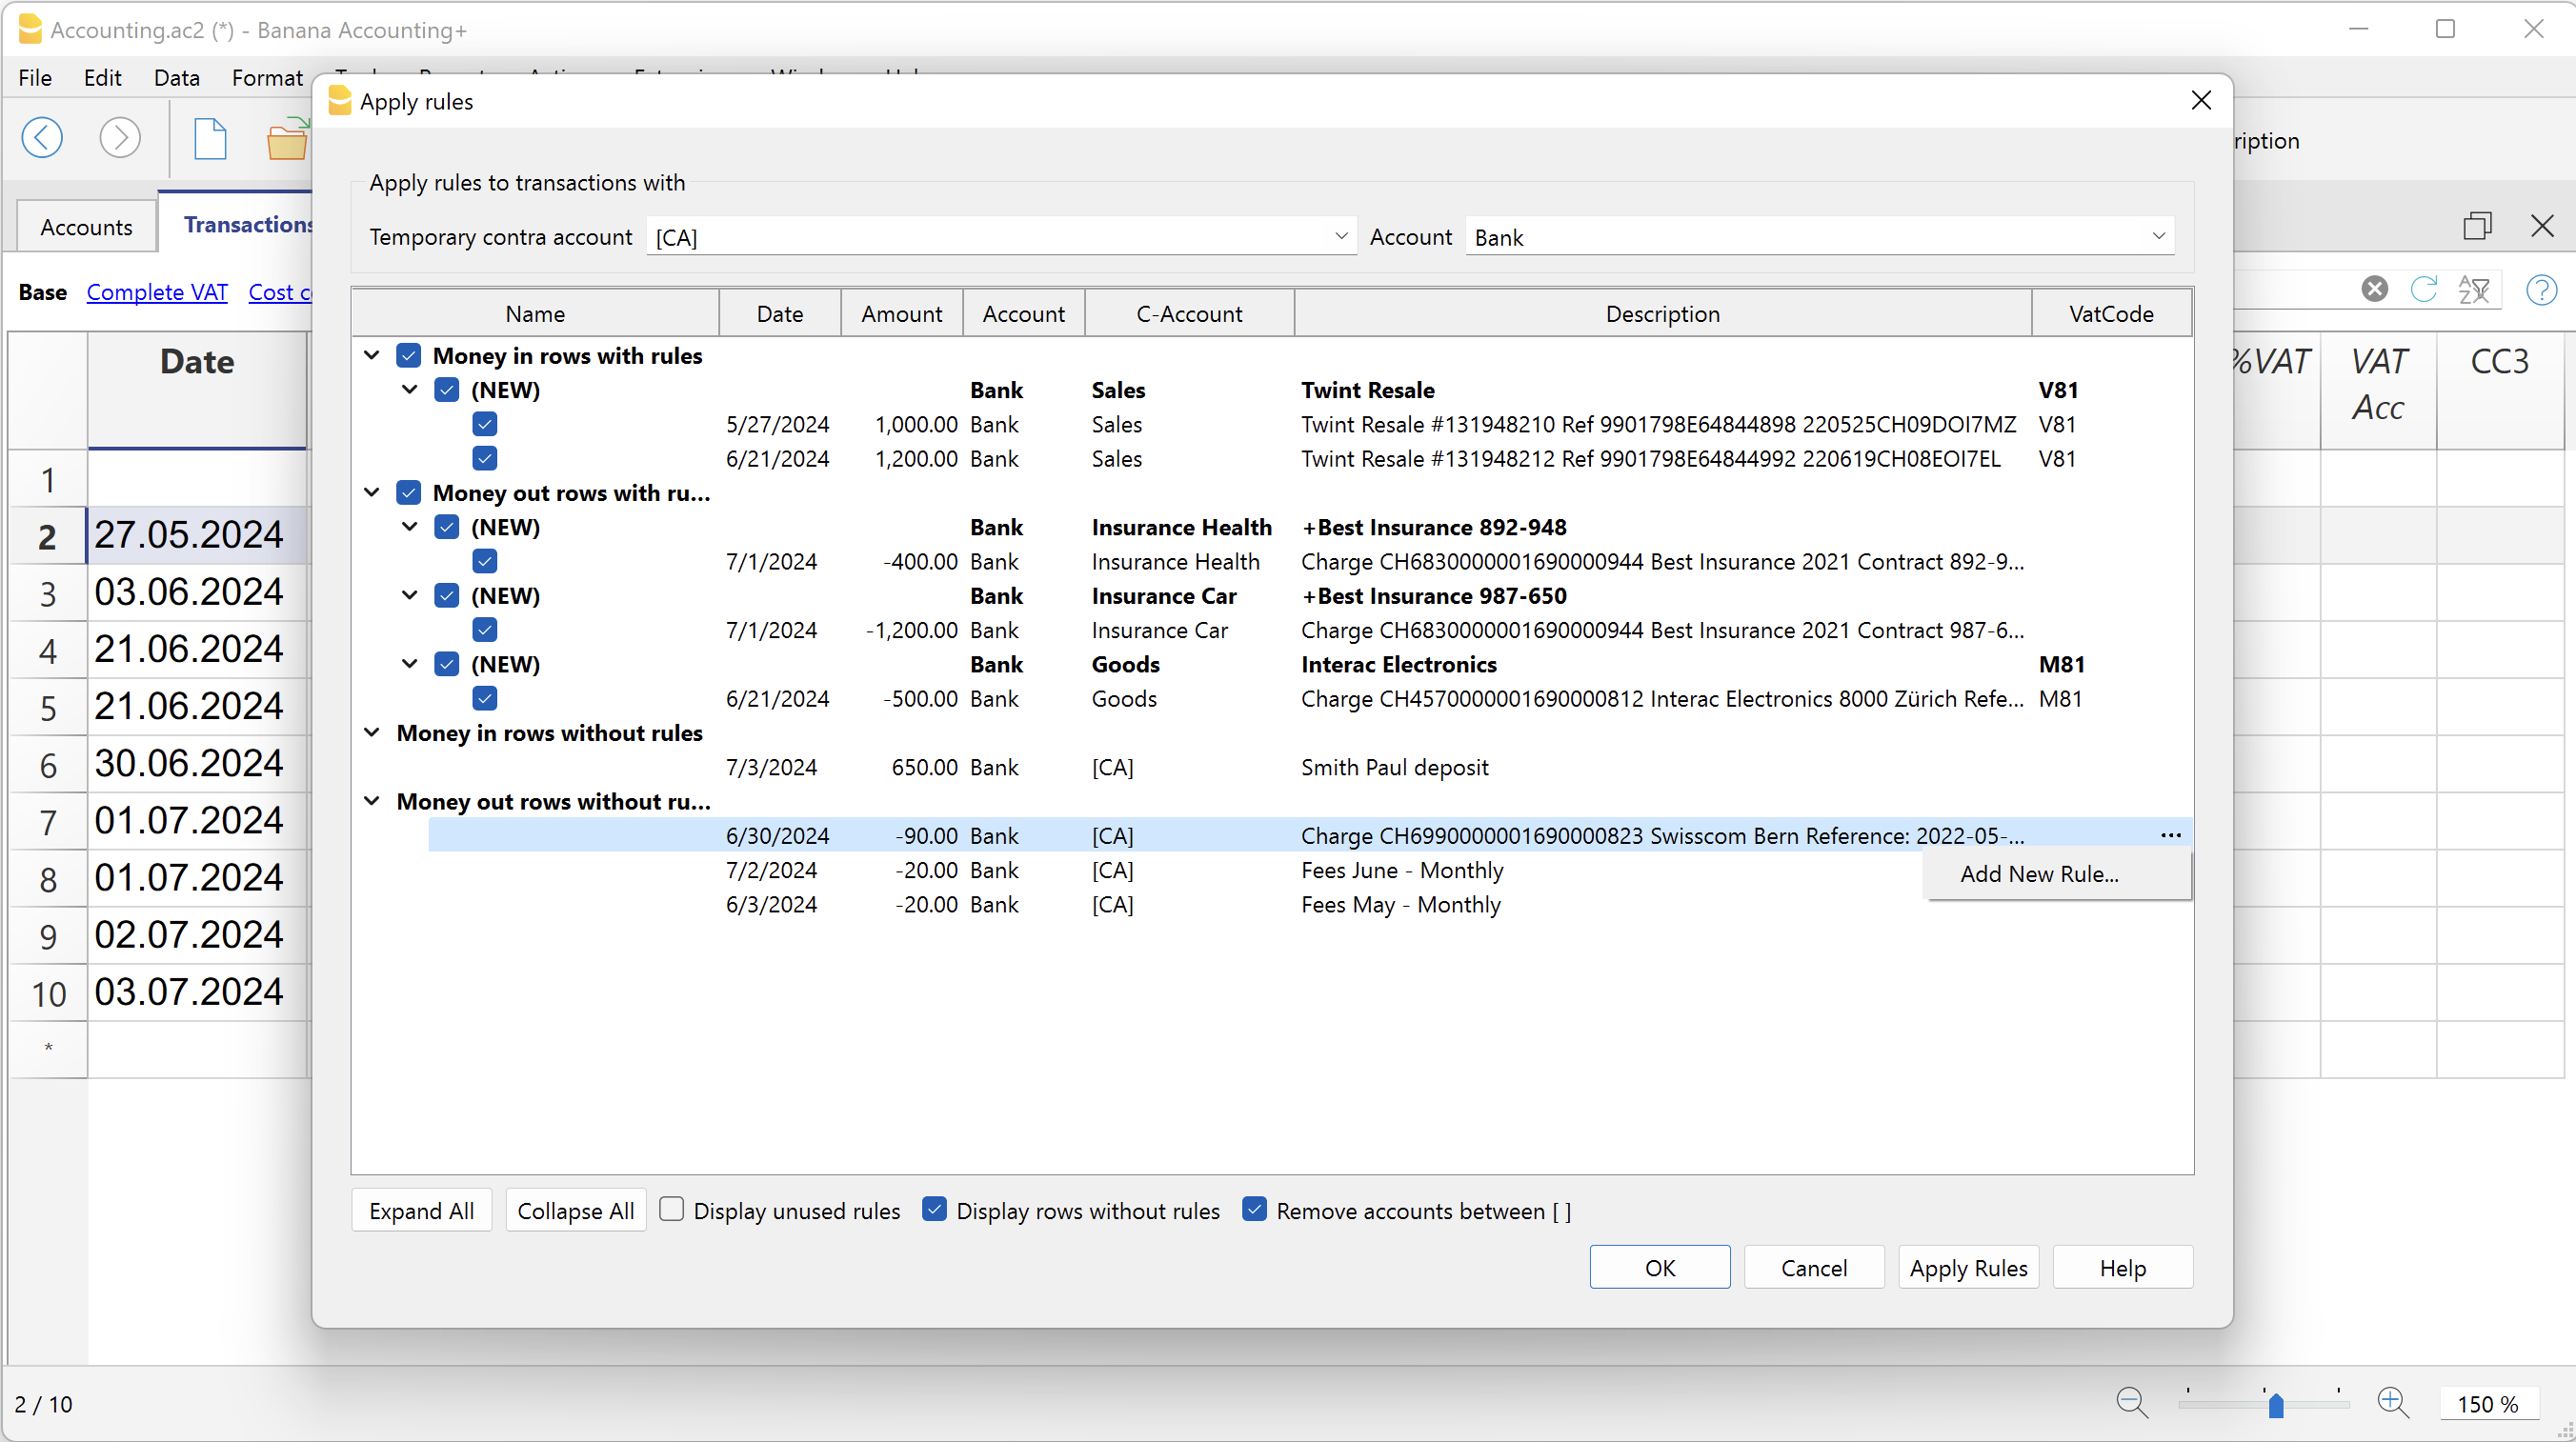 Accounting.ac2 (*) - Banana Accounting+
File Edit Data Format
Apply rules
ription
Apply rules to transactions with
Accounts Transactions
Temporary contra account [CA] Account Bank
Base Complete VAT Cost c
Name Date Amount Account C-Account Description VatCode
Date %VAT VAT Acc CC3
Money in rows with rules
(NEW) Bank Sales Twint Resale V81
5/27/2024 1,000.00 Bank Sales Twint Resale #131948210 Ref 9901798E64844898 220525CH09DOI7MZ V81
6/21/2024 1,200.00 Bank Sales Twint Resale #131948212 Ref 9901798E64844992 220619CH08EOI7EL V81
Money out rows with ru...
(NEW) Bank Insurance Health +Best Insurance 892-948
7/1/2024 -400.00 Bank Insurance Health Charge CH6830000001690000944 Best Insurance 2021 Contract 892-9...
(NEW) Bank Insurance Car +Best Insurance 987-650
7/1/2024 -1,200.00 Bank Insurance Car Charge CH6830000001690000944 Best Insurance 2021 Contract 987-6...
(NEW) Bank Goods Interac Electronics M81
6/21/2024 -500.00 Bank Goods Charge CH4570000001690000812 Interac Electronics 8000 Zürich Refe... M81
Money in rows without rules
7/3/2024 650.00 Bank [CA] Smith Paul deposit
Money out rows without ru...
6/30/2024 -90.00 Bank [CA] Charge CH6990000001690000823 Swisscom Bern Reference: 2022-05-... ...
7/2/2024 -20.00 Bank [CA] Fees June - Monthly
Add New Rule...
6/3/2024 -20.00 Bank [CA] Fees May - Monthly
1
2 27.05.2024
3 03.06.2024
4 21.06.2024
5 21.06.2024
6 30.06.2024
7 01.07.2024
8 01.07.2024
9 02.07.2024
10 03.07.2024
*
Expand All Collapse All Display unused rules Display rows without rules Remove accounts between [ ]
OK Cancel Apply Rules Help
2 / 10 150 %